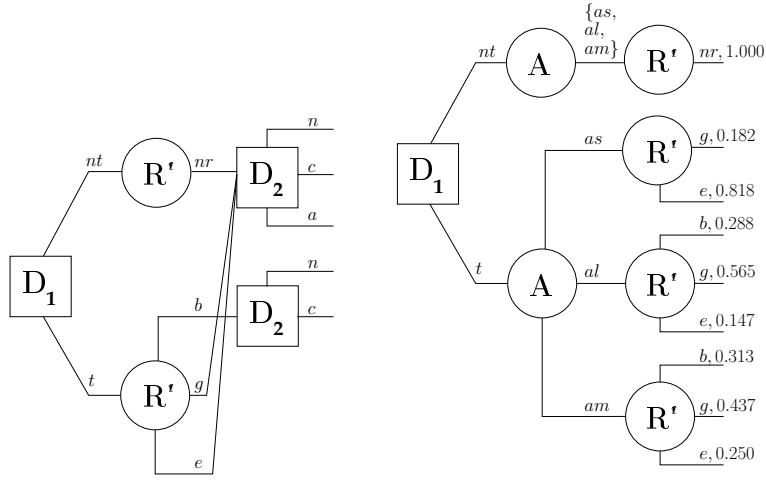 nt
R'
nr
D2
n
c
a
D1
b
D2
n
c
t
R'
g
e
nt
A
{as,
al,
am}
R'
nr, 1.000
D1
as
R'
g, 0.182
e, 0.818
t
A
al
R'
b, 0.288
g, 0.565
e, 0.147
am
R'
b, 0.313
g, 0.437
e, 0.250